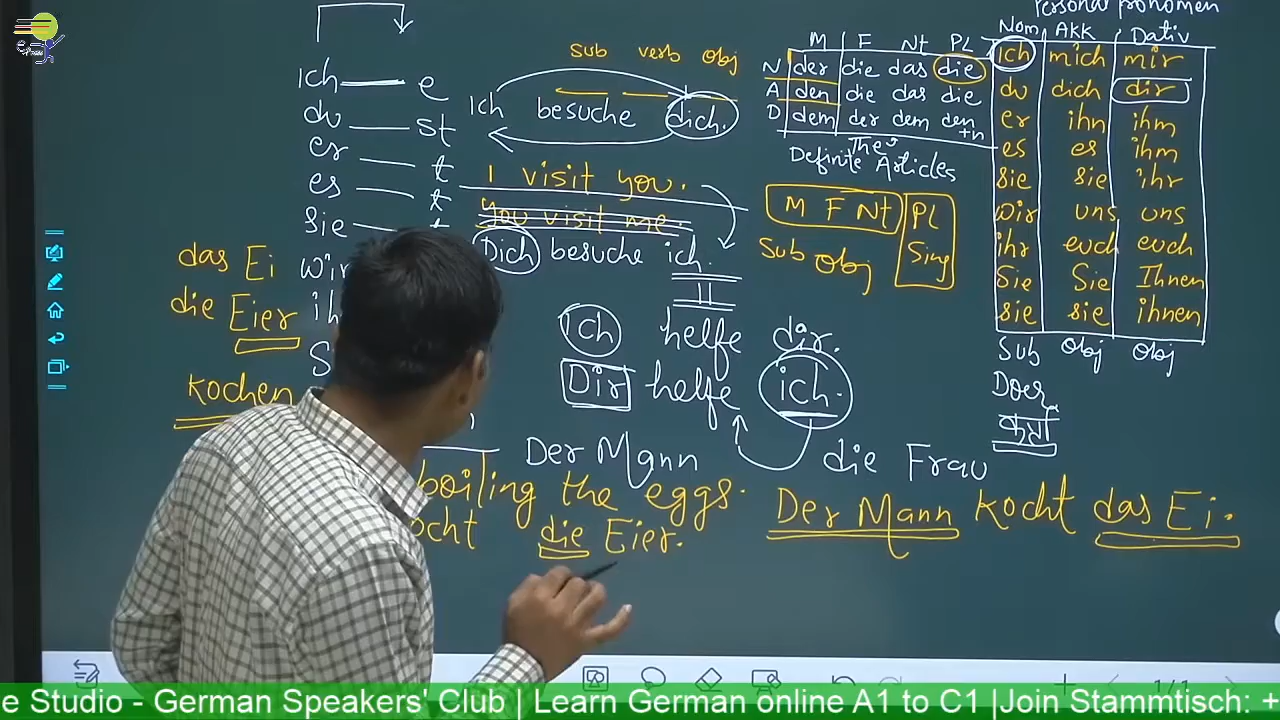 Personal pronomen
Nom Akk Dativ
ich mich mir
du dich dir
er ihn ihm
es es ihm
sie sie ihr
wir uns uns
ihr euch euch
Sie Sie Ihnen
sie sie ihnen
Sub Obj Obj
Doer
कर्ता
M F Nt PL
N der die das die
A den die das die
D dem der dem den
+n
The
Definite Articles
M F Nt PL
Sub Obj Sing
sub verb obj
Ich besuche dich.
I visit you.
you visit me.
Dich besuche ich.
Ich helfe dir.
Dir helfe ich.
ich e
du st
er t
es t
sie
wir
das Ei
die Eier
kochen
Der Mann die Frau
boiling the eggs.
die Eier.
Der Mann kocht das Ei.
1/1
e Studio - German Speakers' Club | Learn German online A1 to C1 |Join Stammtisch: +